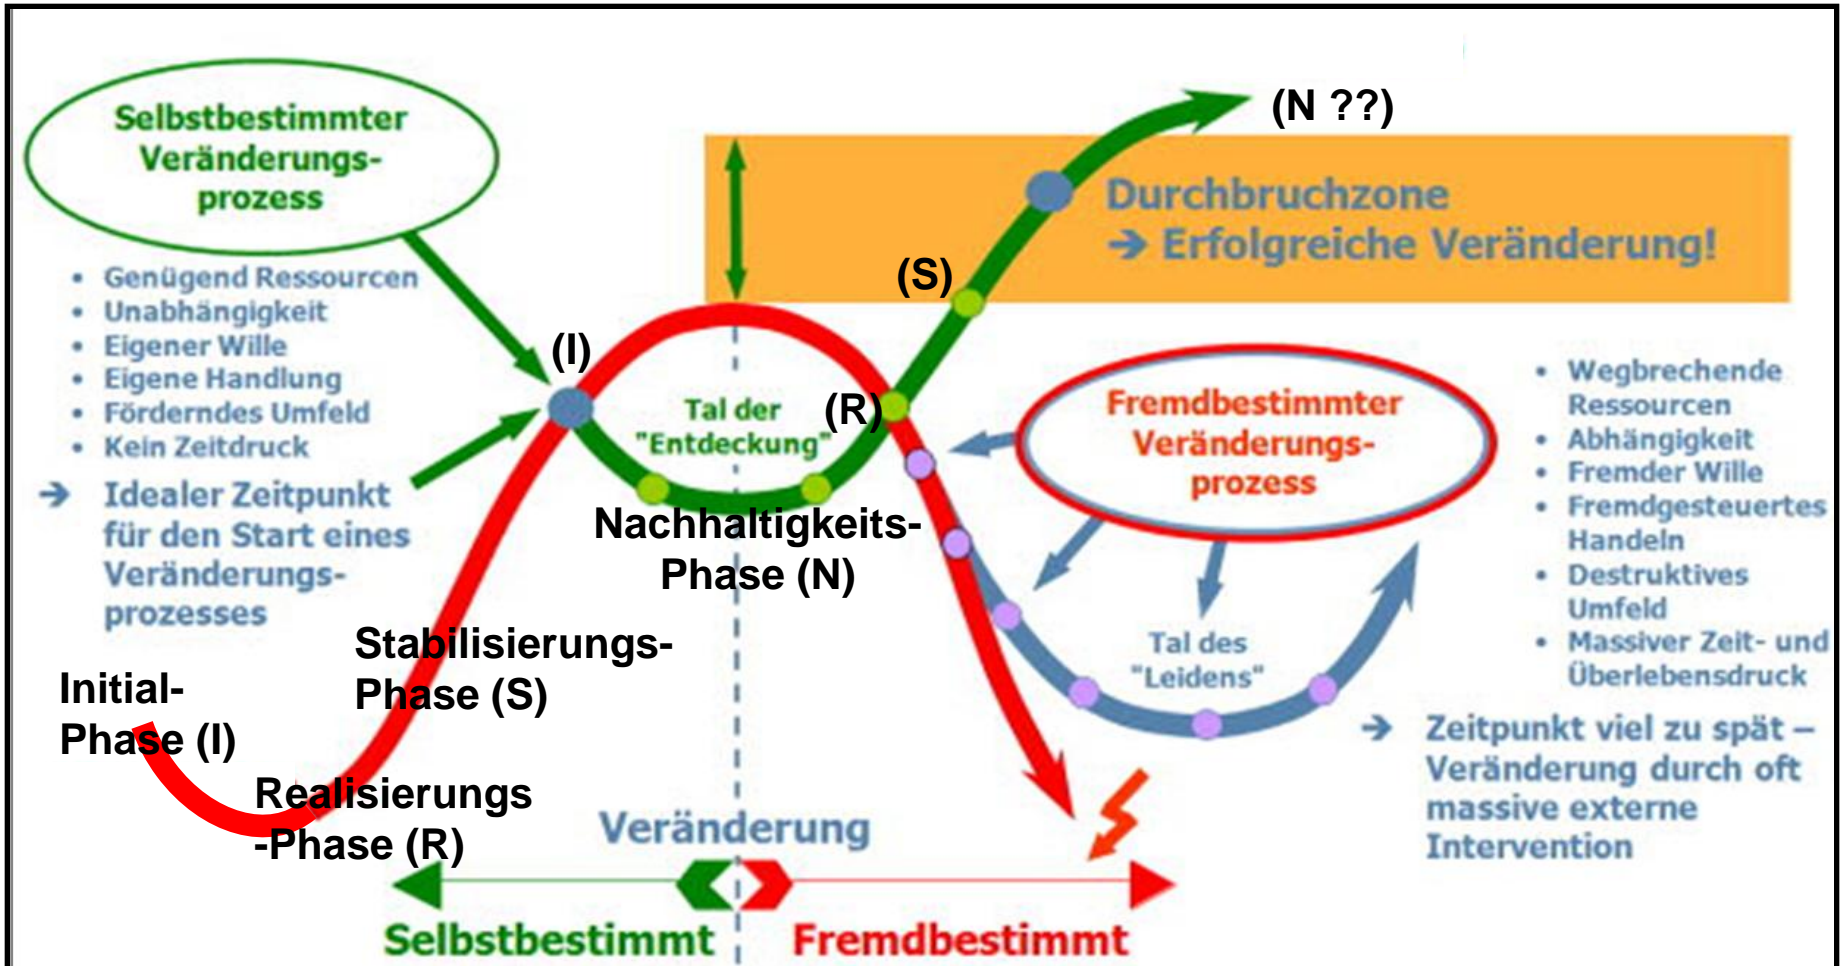 Selbstbestimmter
Veränderungs-
prozess
• Genügend Ressourcen
• Unabhängigkeit
• Eigener Wille
• Eigene Handlung
• Förderndes Umfeld
• Kein Zeitdruck
➔ Idealer Zeitpunkt
für den Start eines
Veränderungs-
prozesses
Initial-
Phase (I)
Realisierungs
-Phase (R)
Stabilisierungs-
Phase (S)
(I)
Tal der
"Entdeckung"
Nachhaltigkeits-
Phase (N)
(R)
(S)
(N ??)
Durchbruchzone
➔ Erfolgreiche Veränderung!
Fremdbestimmter
Veränderungs-
prozess
• Wegbrechende
Ressourcen
• Abhängigkeit
• Fremder Wille
• Fremdgesteuertes
Handeln
• Destruktives
Umfeld
• Massiver Zeit- und
Überlebensdruck
Tal des
"Leidens"
➔ Zeitpunkt viel zu spät –
Veränderung durch oft
massive externe
Intervention
Veränderung
Selbstbestimmt
Fremdbestimmt